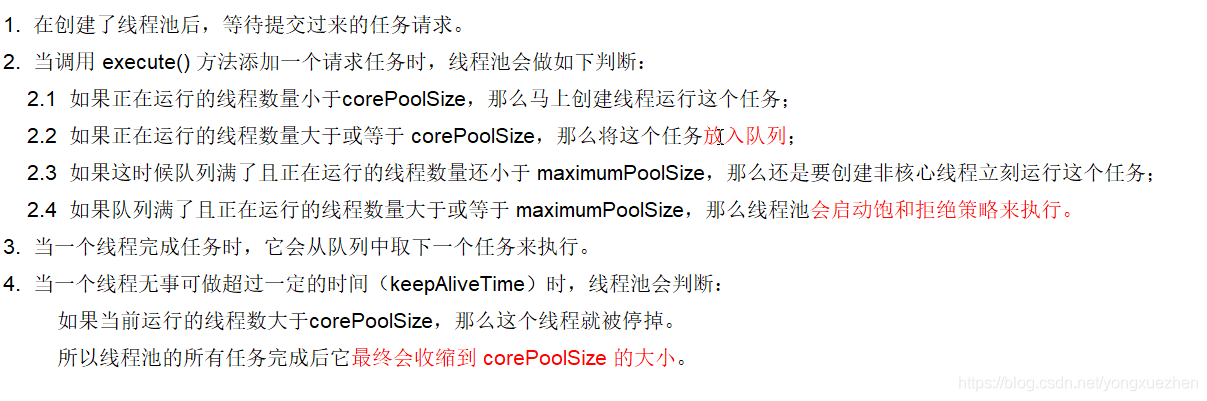 1. 在创建了线程池后，等待提交过来的任务请求。
2. 当调用 execute() 方法添加一个请求任务时，线程池会做如下判断：
2.1 如果正在运行的线程数量小于corePoolSize，那么马上创建线程运行这个任务；
2.2 如果正在运行的线程数量大于或等于 corePoolSize，那么将这个任务放入队列；
2.3 如果这时候队列满了且正在运行的线程数量还小于 maximumPoolSize，那么还是要创建非核心线程立刻运行这个任务；
2.4 如果队列满了且正在运行的线程数量大于或等于 maximumPoolSize，那么线程池会启动饱和拒绝策略来执行。
3. 当一个线程完成任务时，它会从队列中取下一个任务来执行。
4. 当一个线程无事可做超过一定的时间（keepAliveTime）时，线程池会判断：
如果当前运行的线程数大于corePoolSize，那么这个线程就被停掉。
所以线程池的所有任务完成后它最终会收缩到 corePoolSize 的大小。
https://blog.csdn.net/yongxuezhen